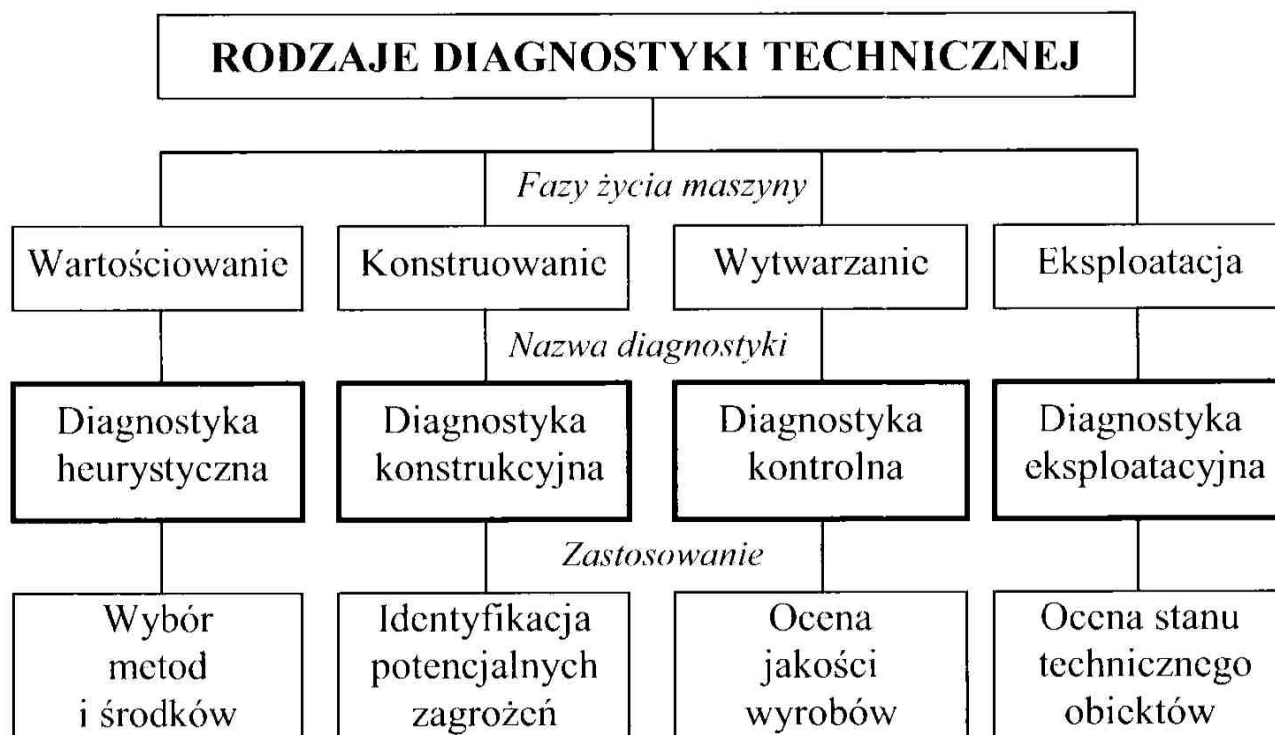 RODZAJE DIAGNOSTYKI TECHNICZNEJ
Fazy życia maszyny
Wartościowanie
Konstruowanie
Wytwarzanie
Eksploatacja
Nazwa diagnostyki
Diagnostyka
heurystyczna
Diagnostyka
konstrukcyjna
Diagnostyka
kontrolna
Diagnostyka
eksploatacyjna
Zastosowanie
Wybór
metod
i środków
Identyfikacja
potencjalnych
zagrożeń
Ocena
jakości
wyrobów
Ocena stanu
technicznego
obiektów